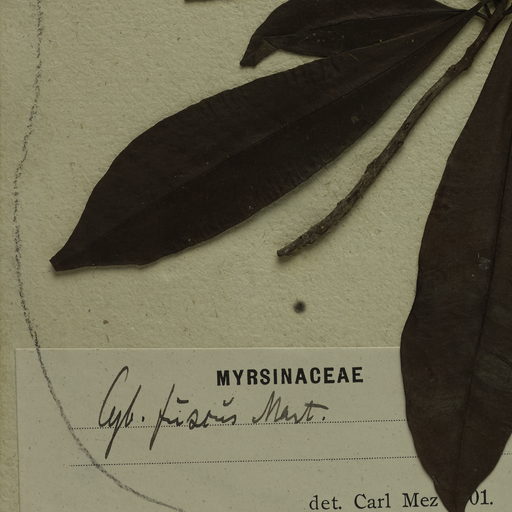 MYRSINACEAE
Cyb. fuscus Mart.
det. Carl Mez 01.